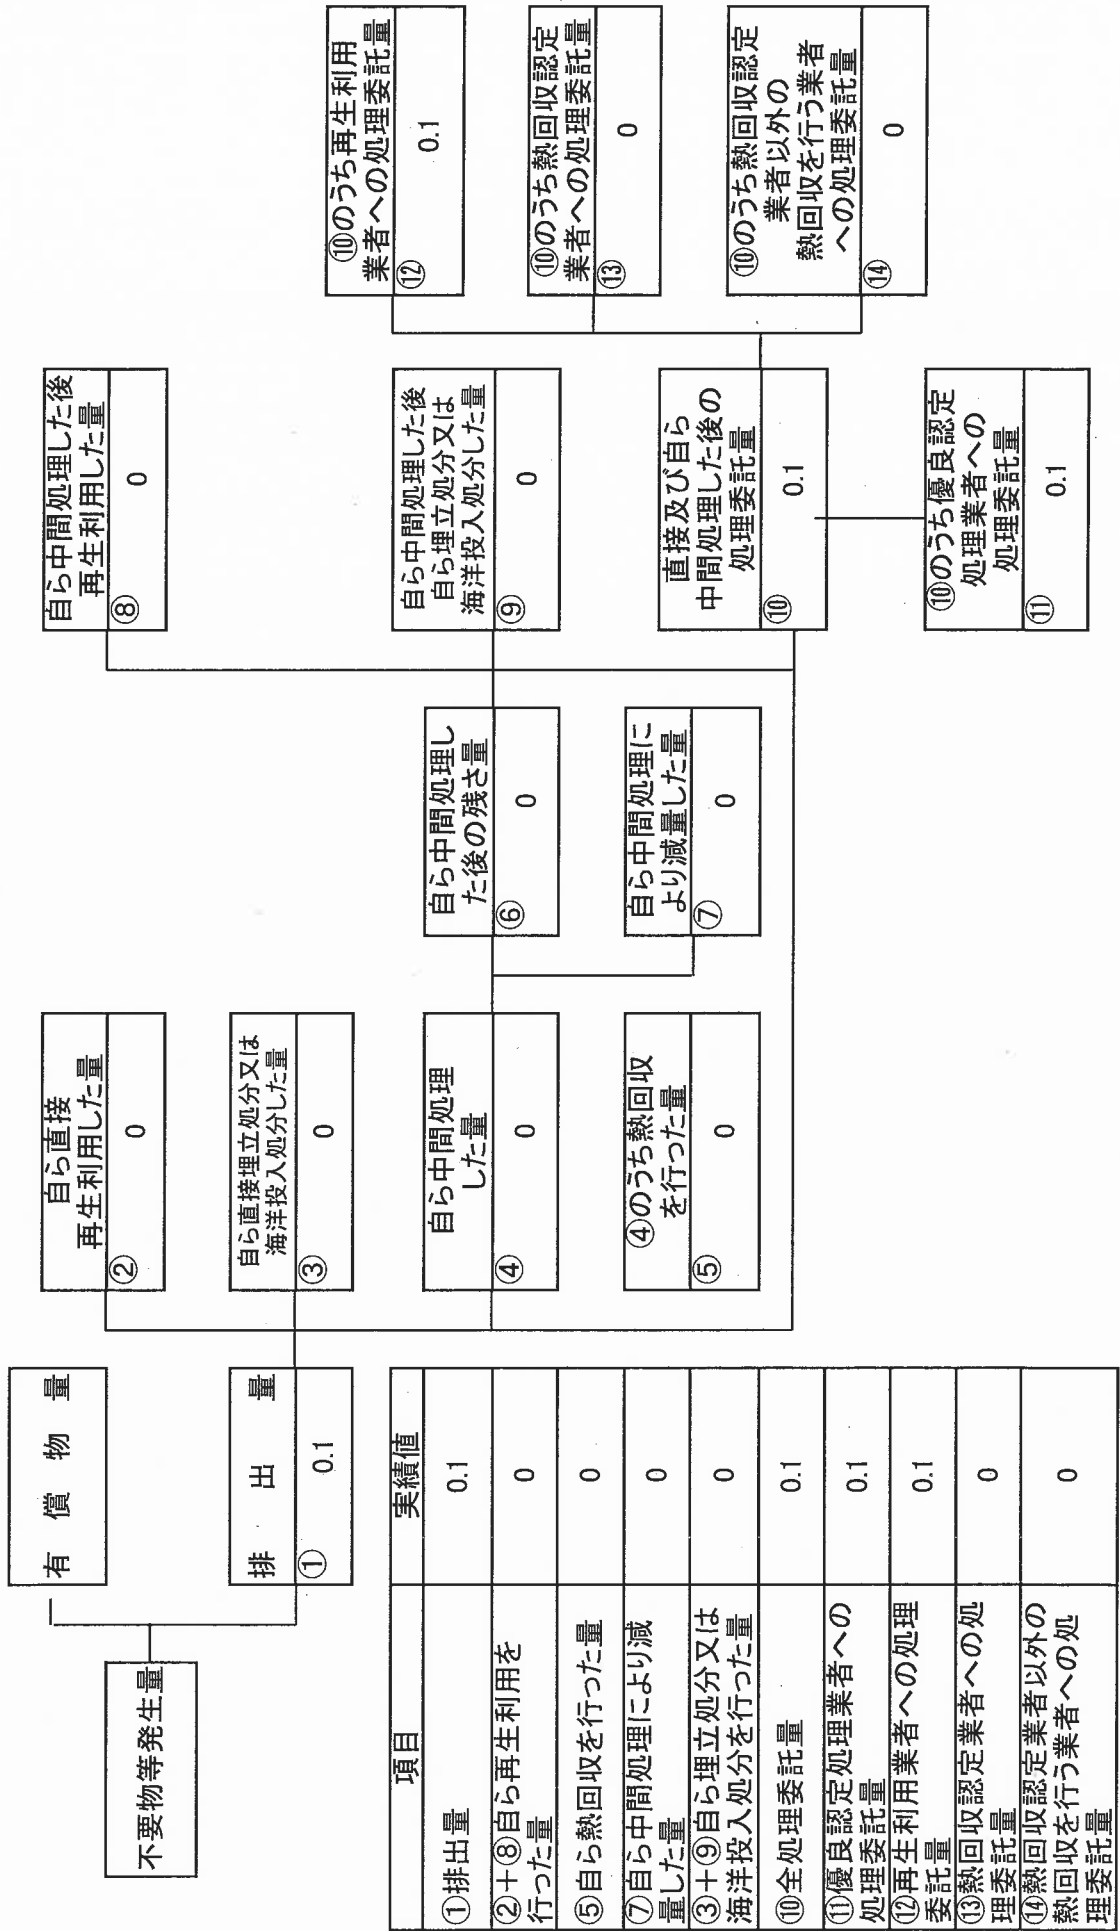 不要物等発生量
有償物量
排出量
① 0.1
自ら直接
再生利用した量
② 0
自ら直接埋立処分又は
海洋投入処分した量
③ 0
自ら中間処理
した量
④ 0
④のうち熱回収
を行った量
⑤ 0
自ら中間処理し
た後の残さ量
⑥ 0
自ら中間処理に
より減量した量
⑦ 0
自ら中間処理した後
再生利用した量
⑧ 0
自ら中間処理した後
自ら埋立処分又は
海洋投入処分した量
⑨ 0
直接及び自ら
中間処理した後の
処理委託量
⑩ 0.1
⑩のうち優良認定
処理業者への
処理委託量
⑪ 0.1
⑩のうち再生利用
業者への処理委託量
⑫ 0.1
⑩のうち熱回収認定
業者への処理委託量
⑬ 0
⑩のうち熱回収認定
業者以外の
熱回収を行う業者
への処理委託量
⑭ 0
項目 実績値
①排出量 0.1
②+⑧自ら再生利用を
行った量 0
⑤自ら熱回収を行った量 0
⑦自ら中間処理により減
量した量 0
③+⑨自ら埋立処分又は
海洋投入処分を行った量 0
⑩全処理委託量 0.1
⑪優良認定処理業者への
処理委託量 0.1
⑫再生利用業者への処理
委託量 0.1
⑬熱回収認定業者への処
理委託量 0
⑭熱回収認定業者以外の
熱回収を行う業者への処
理委託量 0